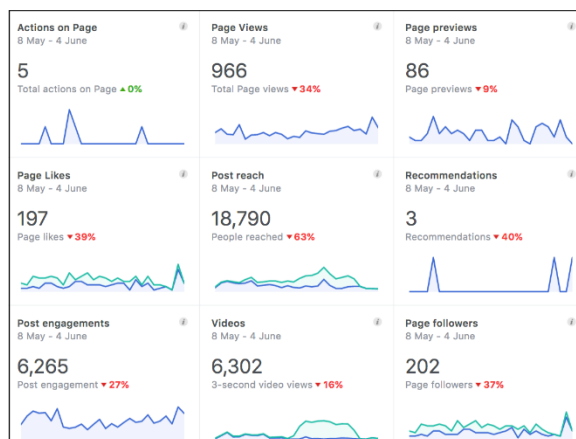 Actions on Page
8 May - 4 June
5
Total actions on Page ▲ 0%
Page Views
8 May - 4 June
966
Total Page views ▼ 34%
Page previews
8 May - 4 June
86
Page previews ▼ 9%
Page Likes
8 May - 4 June
197
Page likes ▼ 39%
Post reach
8 May - 4 June
18,790
People reached ▼ 63%
Recommendations
8 May - 4 June
3
Recommendations ▼ 40%
Post engagements
8 May - 4 June
6,265
Post engagement ▼ 27%
Videos
8 May - 4 June
6,302
3-second video views ▼ 16%
Page followers
8 May - 4 June
202
Page followers ▼ 37%